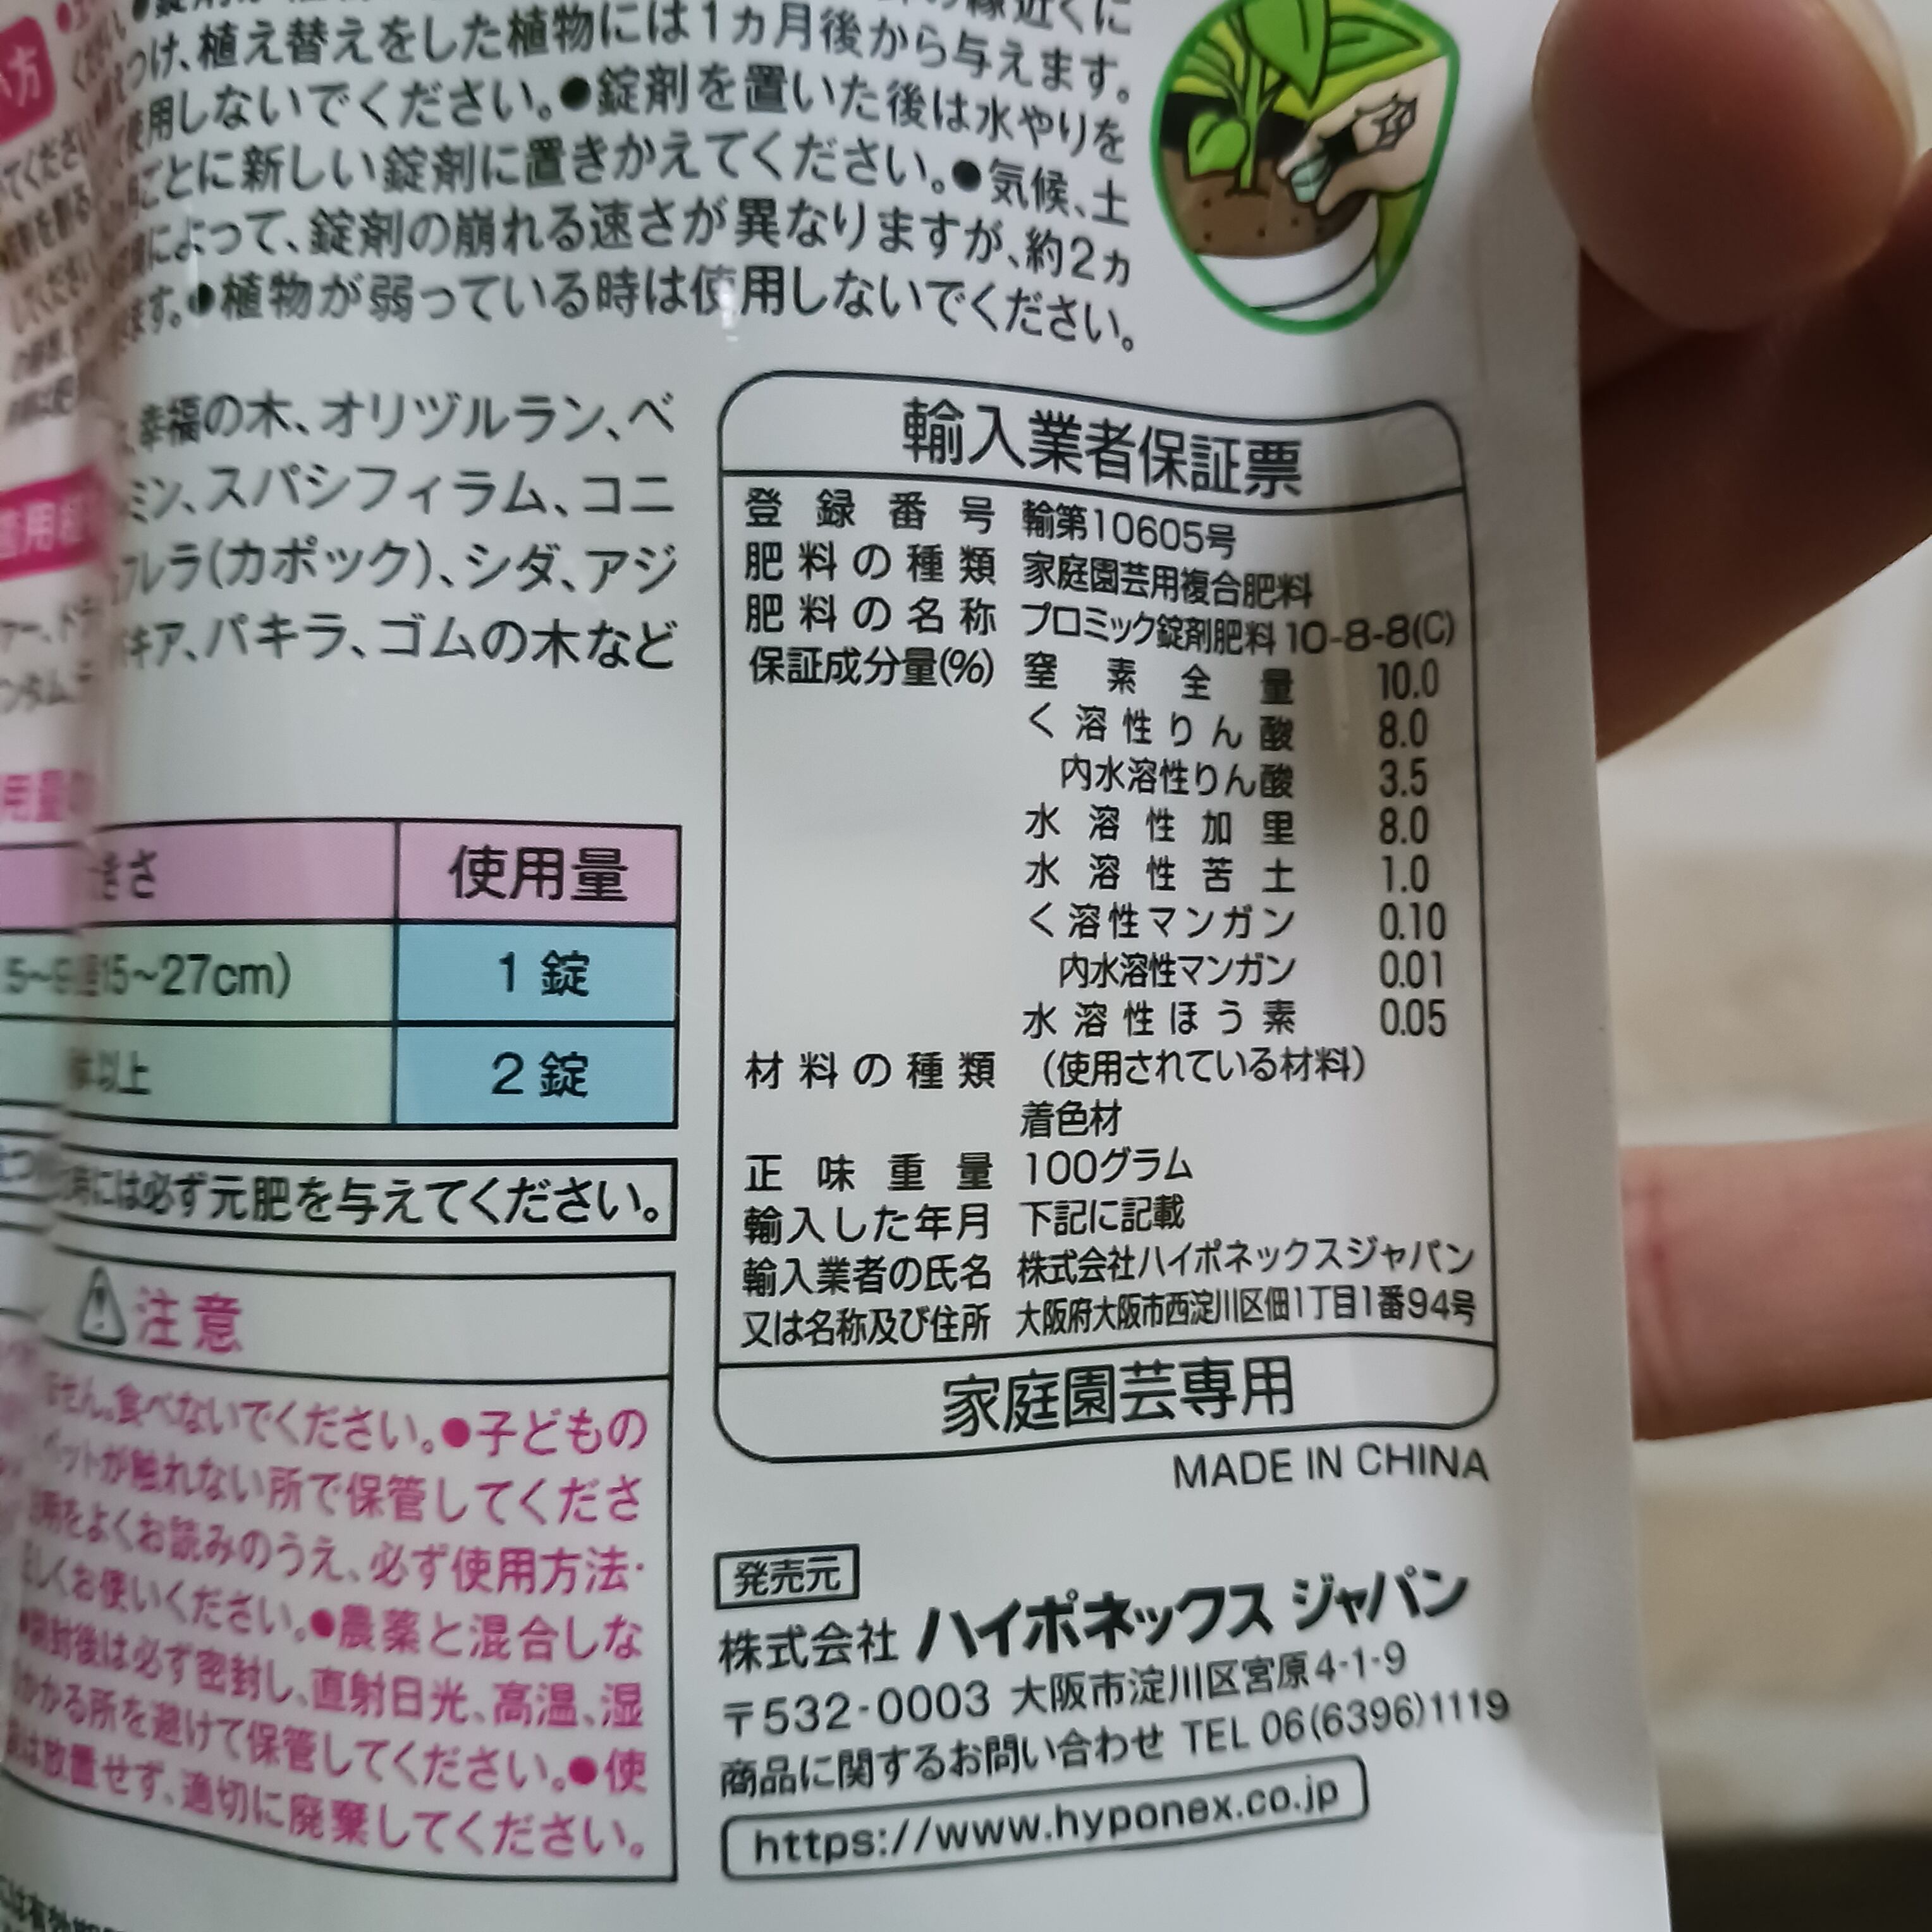 方
つけ、植え替えをした植物には1ヵ月後から与えます。
使用しないでください。●錠剤を置いた後は水やりを
ごとに新しい錠剤に置きかえてください。●気候、土
によって、錠剤の崩れる速さが異なりますが、約2ヵ
ます。●植物が弱っている時は使用しないでください。
幸福の木、オリヅルラン、ベ
ミン、スパシフィラム、コニ
フレラ(カポック)、シダ、アジ
キア、パキラ、ゴムの木など
きさ 使用量
15~27cm) 1錠
以上 2錠
時には必ず元肥を与えてください。
注意
せん。食べないでください。●子どもの
ペットが触れない所で保管してくださ
をよくお読みのうえ、必ず使用方法・
しくお使いください。●農薬と混合しな
開封後は必ず密封し、直射日光、高温、湿
かかる所を避けて保管してください。●使
は放置せず、適切に廃棄してください。
輸入業者保証票
登録番号 輸第10605号
肥料の種類 家庭園芸用複合肥料
肥料の名称 プロミック錠剤肥料10-8-8(C)
保証成分量(%) 窒素全量 10.0
く溶性りん酸 8.0
内水溶性りん酸 3.5
水溶性加里 8.0
水溶性苦土 1.0
く溶性マンガン 0.10
内水溶性マンガン 0.01
水溶性ほう素 0.05
材料の種類 (使用されている材料)
着色材
正味重量 100グラム
輸入した年月 下記に記載
輸入業者の氏名 株式会社ハイポネックスジャパン
又は名称及び住所 大阪府大阪市西淀川区佃1丁目1番94号
家庭園芸専用
MADE IN CHINA
発売元
株式会社 ハイポネックス ジャパン
〒532-0003 大阪市淀川区宮原4-1-9
商品に関するお問い合わせ TEL 06(6396)1119
https://www.hyponex.co.jp